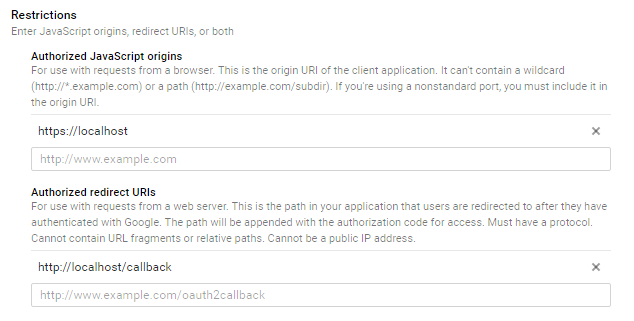 Restrictions
Enter JavaScript origins, redirect URIs, or both
Authorized JavaScript origins
For use with requests from a browser. This is the origin URI of the client application. It can't contain a wildcard
(http://*.example.com) or a path (http://example.com/subdir). If you're using a nonstandard port, you must include it in
the origin URI.
https://localhost
http://www.example.com
Authorized redirect URIs
For use with requests from a web server. This is the path in your application that users are redirected to after they have
authenticated with Google. The path will be appended with the authorization code for access. Must have a protocol.
Cannot contain URL fragments or relative paths. Cannot be a public IP address.
http://localhost/callback
http://www.example.com/oauth2callback